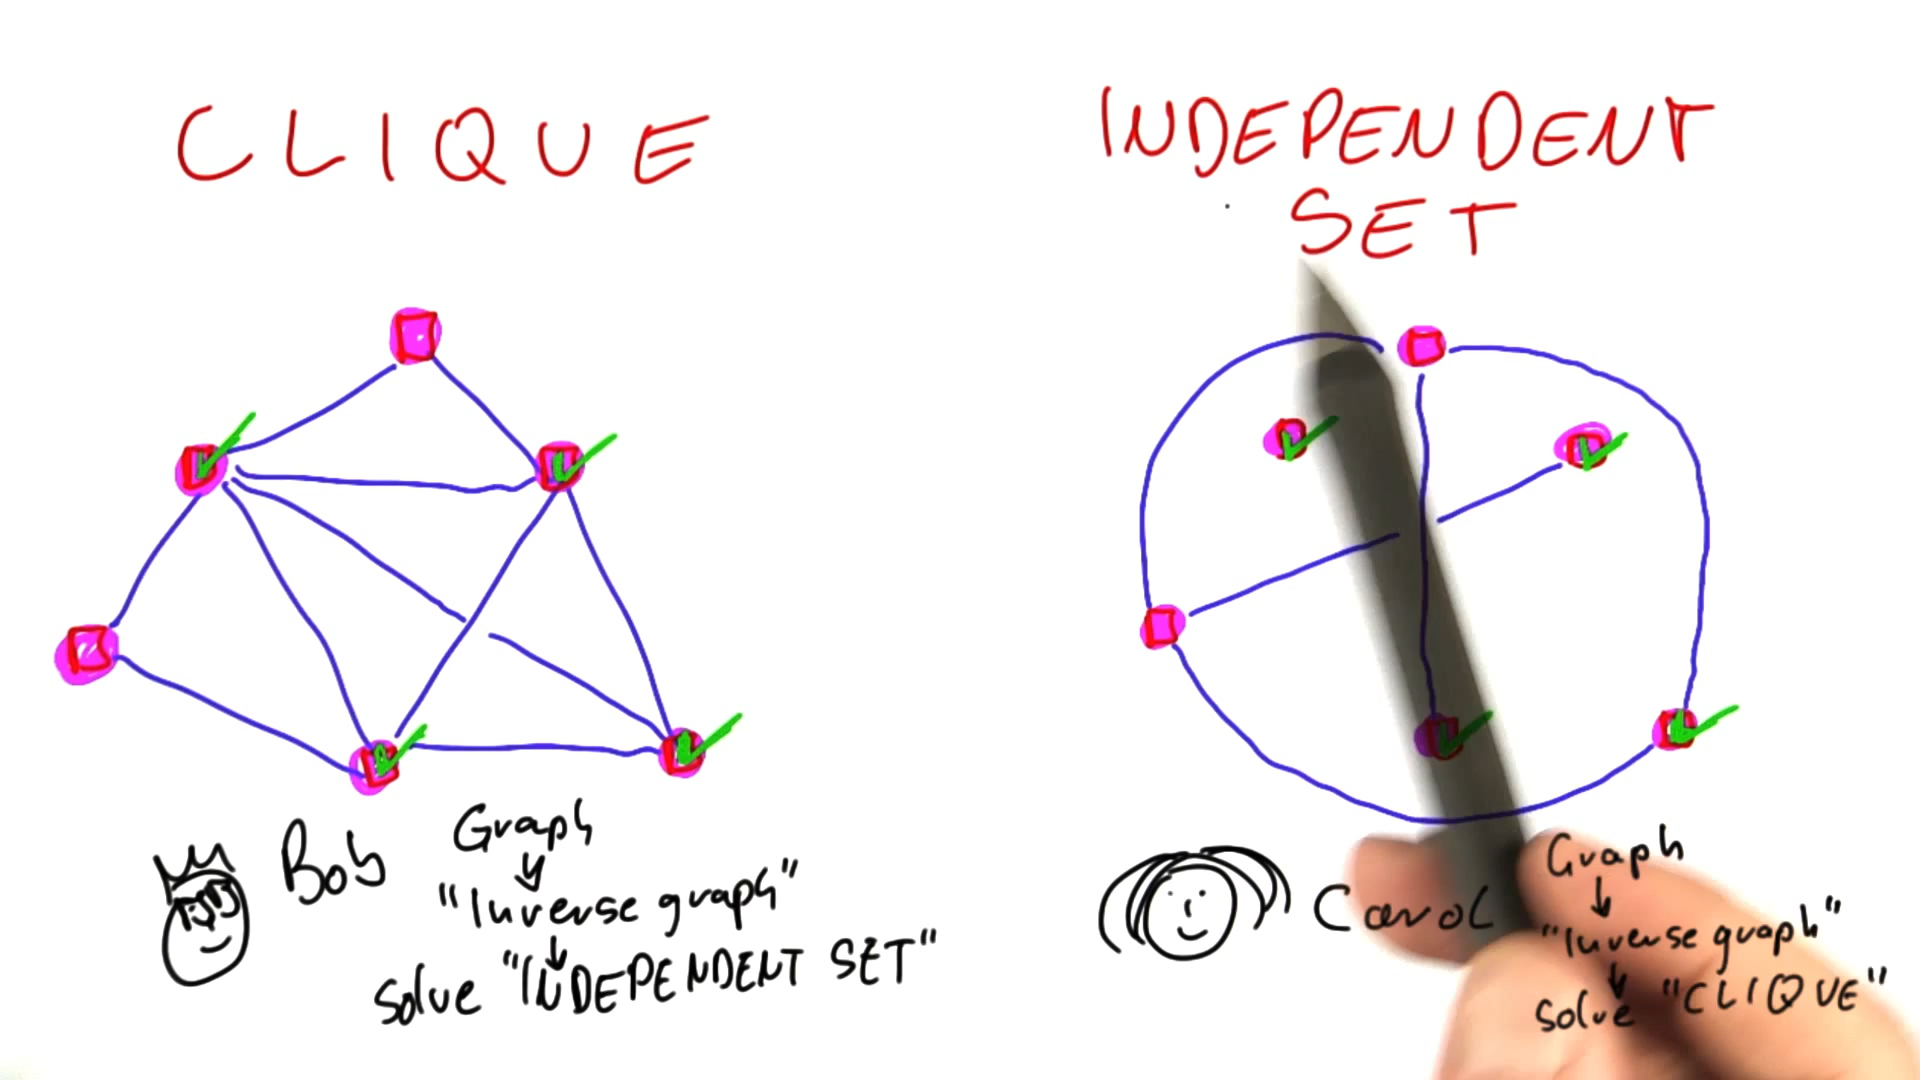 CLIQUE
INDEPENDENT
SET
Bob
Graph
"Inverse graph"
solve "INDEPENDENT SET"
Carol
Graph
"Inverse graph"
solve "CLIQUE"